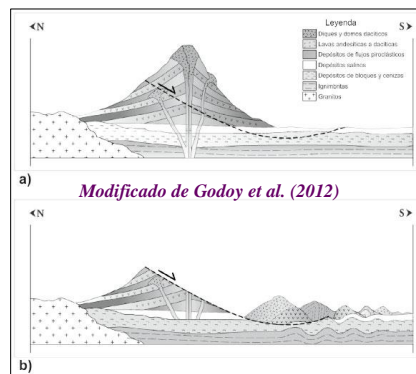 ◄N
S►
Leyenda
Diques y domos dacíticos
Lavas andesíticas a dacíticas
Depósitos de flujos piroclásticos
Depósitos salinos
Depósitos de bloques y cenizas
Ignimbritas
Granitos
a)
Modificado de Godoy et al. (2012)
◄N
S►
b)